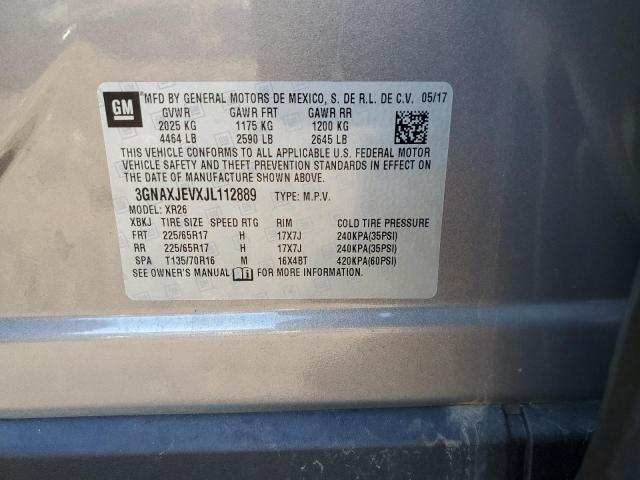 GM
*MFD BY GENERAL MOTORS DE MEXICO, S. DE R.L. DE C.V. 05/17
GVWR GAWR FRT GAWR RR
2025 KG 1175 KG 1200 KG
4464 LB 2590 LB 2645 LB
THIS VEHICLE CONFORMS TO ALL APPLICABLE U.S. FEDERAL MOTOR
VEHICLE SAFETY AND THEFT PREVENTION STANDARDS IN EFFECT ON
THE DATE OF MANUFACTURE SHOWN ABOVE.
3GNAXJEVXJL112889 TYPE: M.P.V.
MODEL: XR26
XBKJ TIRE SIZE SPEED RTG RIM COLD TIRE PRESSURE
FRT 225/65R17 H 17X7J 240KPA(35PSI)
RR 225/65R17 H 17X7J 240KPA(35PSI)
SPA T135/70R16 M 16X4BT 420KPA(60PSI)
SEE OWNER'S MANUAL FOR MORE INFORMATION